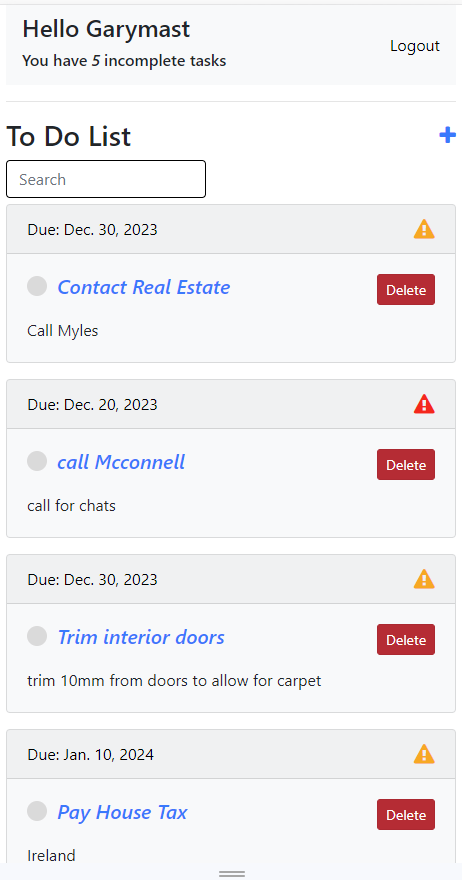 Hello Garymast
Logout
You have 5 incomplete tasks
To Do List
Search
Due: Dec. 30, 2023
Contact Real Estate
Delete
Call Myles
Due: Dec. 20, 2023
call Mcconnell
Delete
call for chats
Due: Dec. 30, 2023
Trim interior doors
Delete
trim 10mm from doors to allow for carpet
Due: Jan. 10, 2024
Pay House Tax
Delete
Ireland